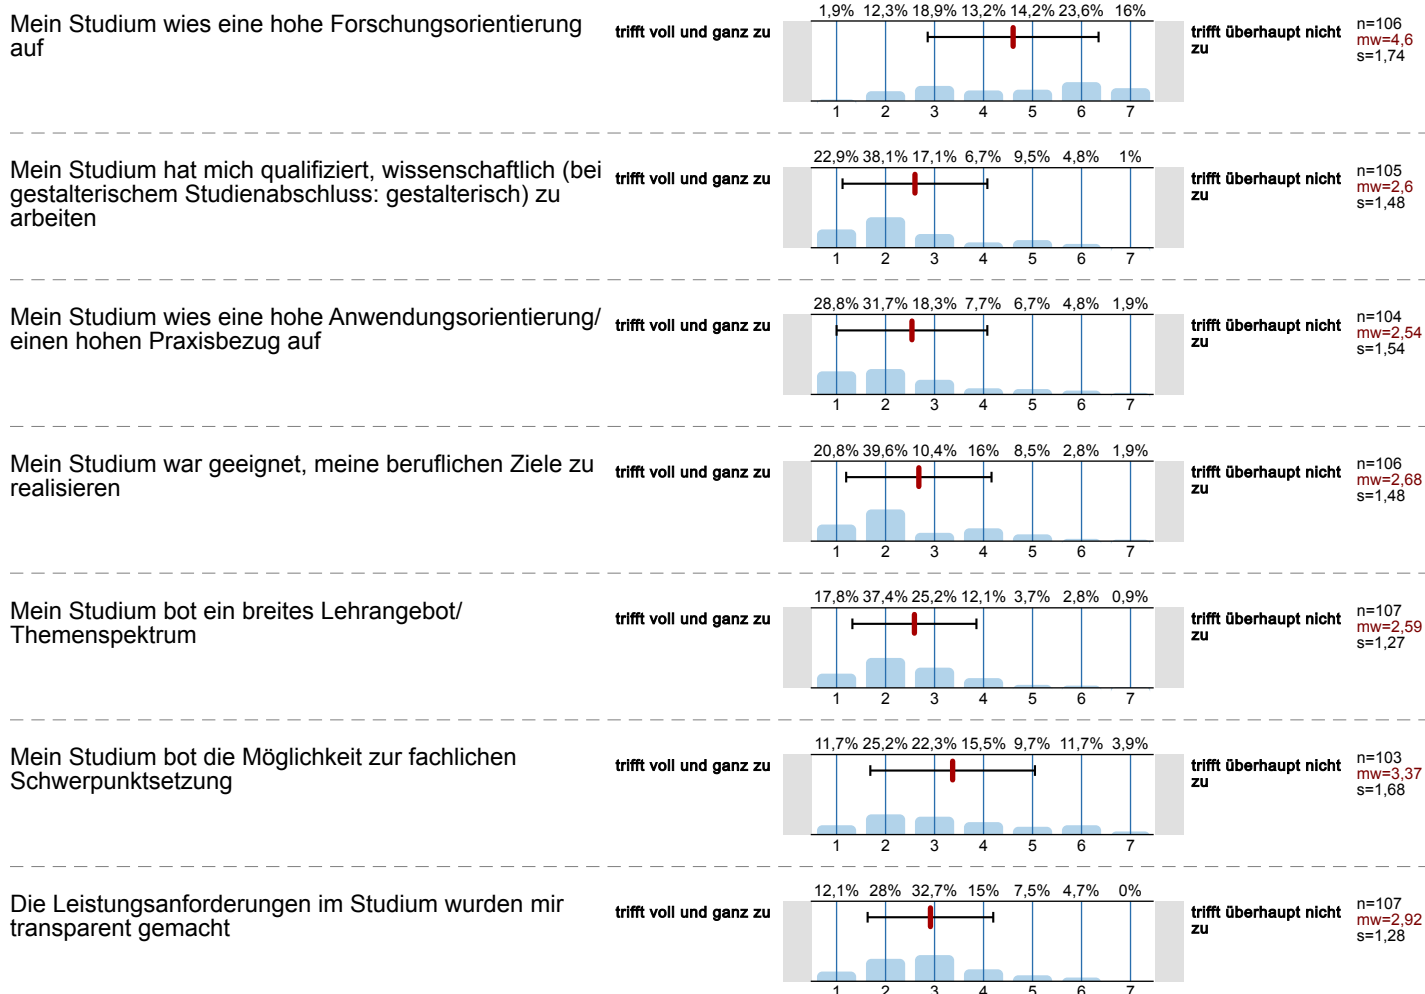 Mein Studium wies eine hohe Forschungsorientierung
auf
trifft voll und ganz zu
1,9% 12,3% 18,9% 13,2% 14,2% 23,6% 16%
1 2 3 4 5 6 7
trifft überhaupt nicht
zu
n=106
mw=4,6
s=1,74
Mein Studium hat mich qualifiziert, wissenschaftlich (bei
gestalterischem Studienabschluss: gestalterisch) zu
arbeiten
trifft voll und ganz zu
22,9% 38,1% 17,1% 6,7% 9,5% 4,8% 1%
1 2 3 4 5 6 7
trifft überhaupt nicht
zu
n=105
mw=2,6
s=1,48
Mein Studium wies eine hohe Anwendungsorientierung/
einen hohen Praxisbezug auf
trifft voll und ganz zu
28,8% 31,7% 18,3% 7,7% 6,7% 4,8% 1,9%
1 2 3 4 5 6 7
trifft überhaupt nicht
zu
n=104
mw=2,54
s=1,54
Mein Studium war geeignet, meine beruflichen Ziele zu
realisieren
trifft voll und ganz zu
20,8% 39,6% 10,4% 16% 8,5% 2,8% 1,9%
1 2 3 4 5 6 7
trifft überhaupt nicht
zu
n=106
mw=2,68
s=1,48
Mein Studium bot ein breites Lehrangebot/
Themenspektrum
trifft voll und ganz zu
17,8% 37,4% 25,2% 12,1% 3,7% 2,8% 0,9%
1 2 3 4 5 6 7
trifft überhaupt nicht
zu
n=107
mw=2,59
s=1,27
Mein Studium bot die Möglichkeit zur fachlichen
Schwerpunktsetzung
trifft voll und ganz zu
11,7% 25,2% 22,3% 15,5% 9,7% 11,7% 3,9%
1 2 3 4 5 6 7
trifft überhaupt nicht
zu
n=103
mw=3,37
s=1,68
Die Leistungsanforderungen im Studium wurden mir
transparent gemacht
trifft voll und ganz zu
12,1% 28% 32,7% 15% 7,5% 4,7% 0%
1 2 3 4 5 6 7
trifft überhaupt nicht
zu
n=107
mw=2,92
s=1,28